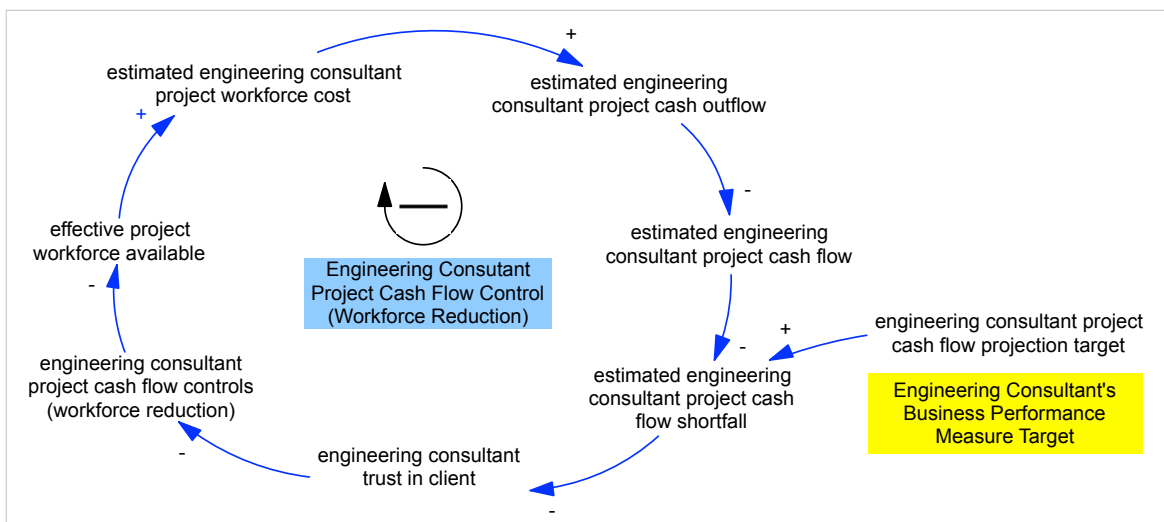 +
estimated engineering consultant
project workforce cost
estimated engineering
consultant project cash outflow
+
-
effective project
workforce available
estimated engineering
consultant project cash flow
Engineering Consutant
Project Cash Flow Control
(Workforce Reduction)
-
+
-
engineering consultant project
cash flow projection target
engineering consultant
project cash flow controls
(workforce reduction)
estimated engineering
consultant project cash
flow shortfall
Engineering Consultant's
Business Performance
Measure Target
-
engineering consultant
trust in client
-